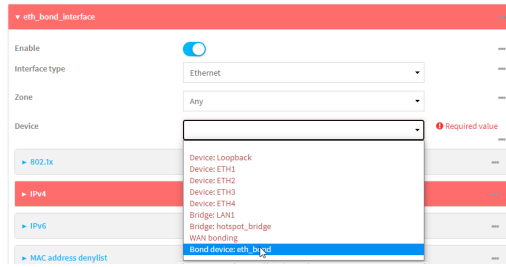 ▾ eth_bond_interface
Enable
Interface type
Ethernet
Zone
Any
Device
Required value
Device: Loopback
Device: ETH1
Device: ETH2
Device: ETH3
Device: ETH4
Bridge: LAN1
Bridge: hotspot_bridge
WAN bonding
Bond device: eth_bond
▸ 802.1x
▸ IPv4
▸ IPv6
▸ MAC address denylist